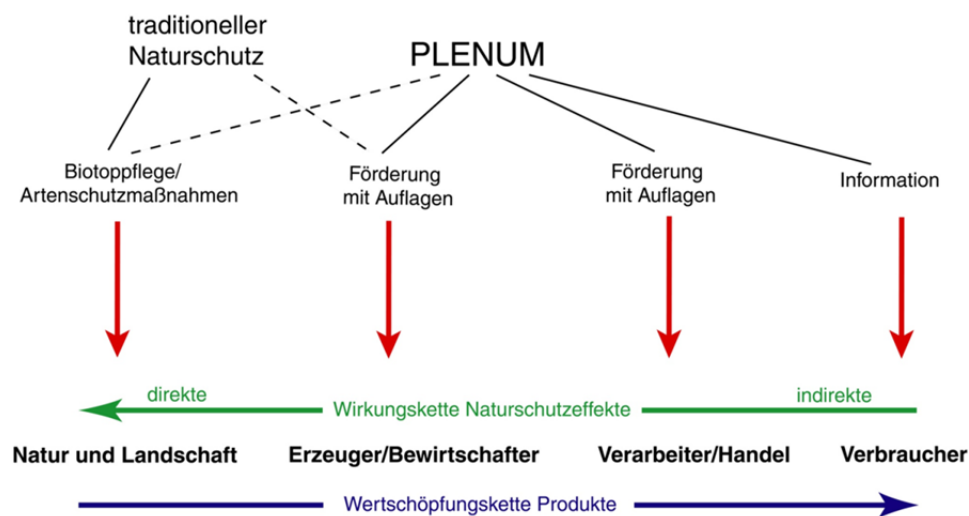 traditioneller
Naturschutz
PLENUM
Biotoppflege/
Artenschutzmaßnahmen
Förderung
mit Auflagen
Förderung
mit Auflagen
Information
direkte
Wirkungskette Naturschutzeffekte
indirekte
Natur und Landschaft
Erzeuger/Bewirtschafter
Verarbeiter/Handel
Verbraucher
Wertschöpfungskette Produkte